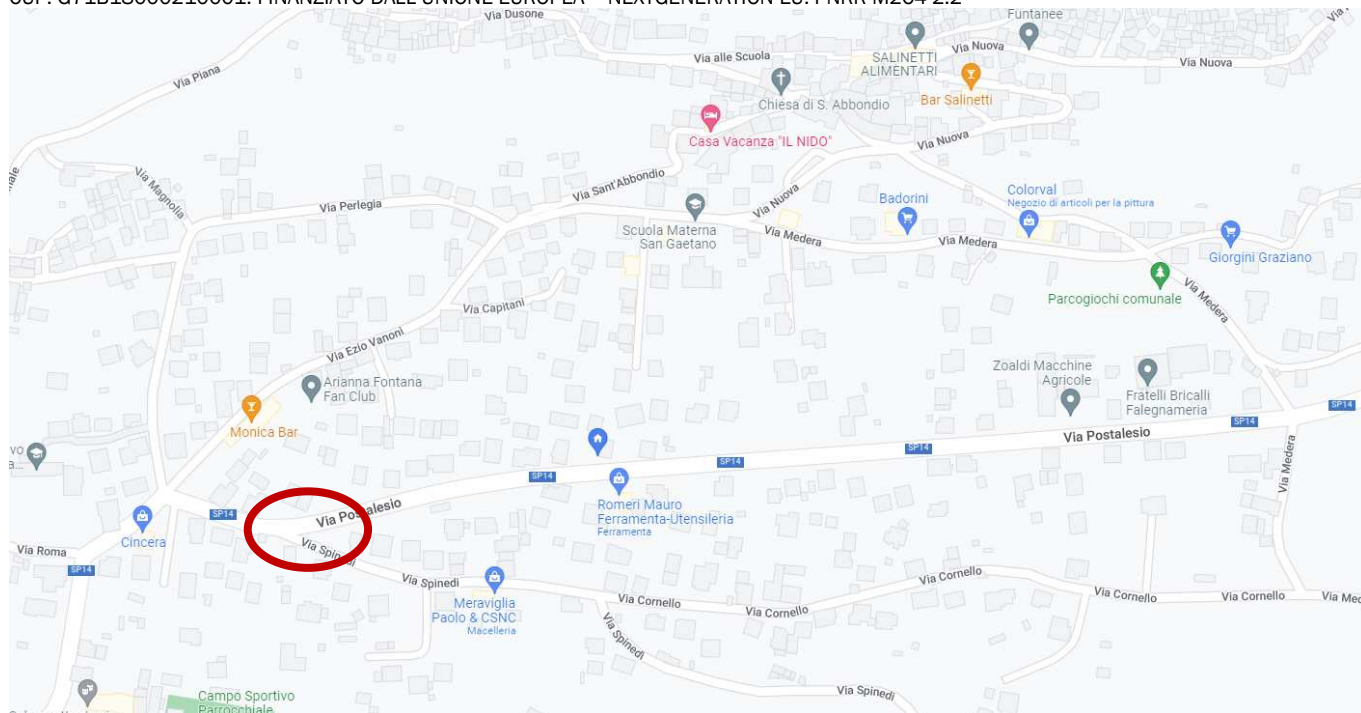 CUP: G71B18000210001. FINANZIATO DALL'UNIONE EUROPEA – NEXTGENERATION EU. PNRR M2C4 2.2
Via Dusone
Funtanee
Via Nuova
Via alle Scuola
SALINETTI
ALIMENTARI
Via Nuova
Via Piana
Chiesa di S. Abbondio
Bar Salinetti
Casa Vacanza "IL NIDO"
Via Nuova
Via Magnolia
Via Sant'Abbondio
Via Nuova
Badorini
Colorval
Negozio di articoli per la pittura
Via Perlegia
Scuola Materna
San Gaetano
Via Medera
Via Medera
Giorgini Graziano
Parcogiochi comunale
Via Medera
Via Capitani
Via Ezio Vanoni
Arianna Fontana
Fan Club
Zoaldi Macchine
Agricole
Fratelli Bricalli
Falegnameria
SP14
Monica Bar
SP14
Via Postalesio
SP14
SP14
SP14
Via Medera
Romeri Mauro
Ferramenta-Utensileria
Ferramenta
Via Postalesio
SP14
Cincera
Via Roma
SP14
Via Spinedi
Via Spinedi
Meraviglia
Paolo & CSNC
Macelleria
Via Cornello
Via Cornello
Via Cornello
Via Cornello
Via Cornello
Via Spinedi
Via Spinedi
Campo Sportivo
Parrocchiale